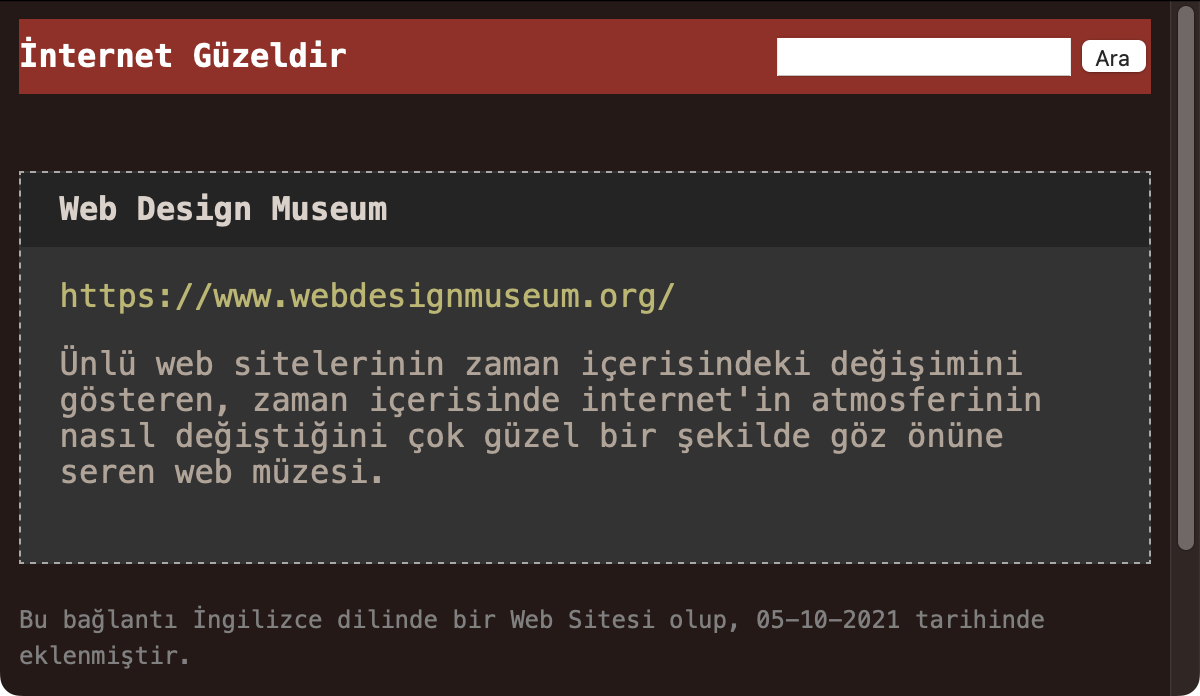 İnternet Güzeldir
Ara
Web Design Museum
https://www.webdesignmuseum.org/
Ünlü web sitelerinin zaman içerisindeki değişimini
gösteren, zaman içerisinde internet'in atmosferinin
nasıl değiştiğini çok güzel bir şekilde göz önüne
seren web müzesi.
Bu bağlantı İngilizce dilinde bir Web Sitesi olup, 05-10-2021 tarihinde
eklenmiştir.